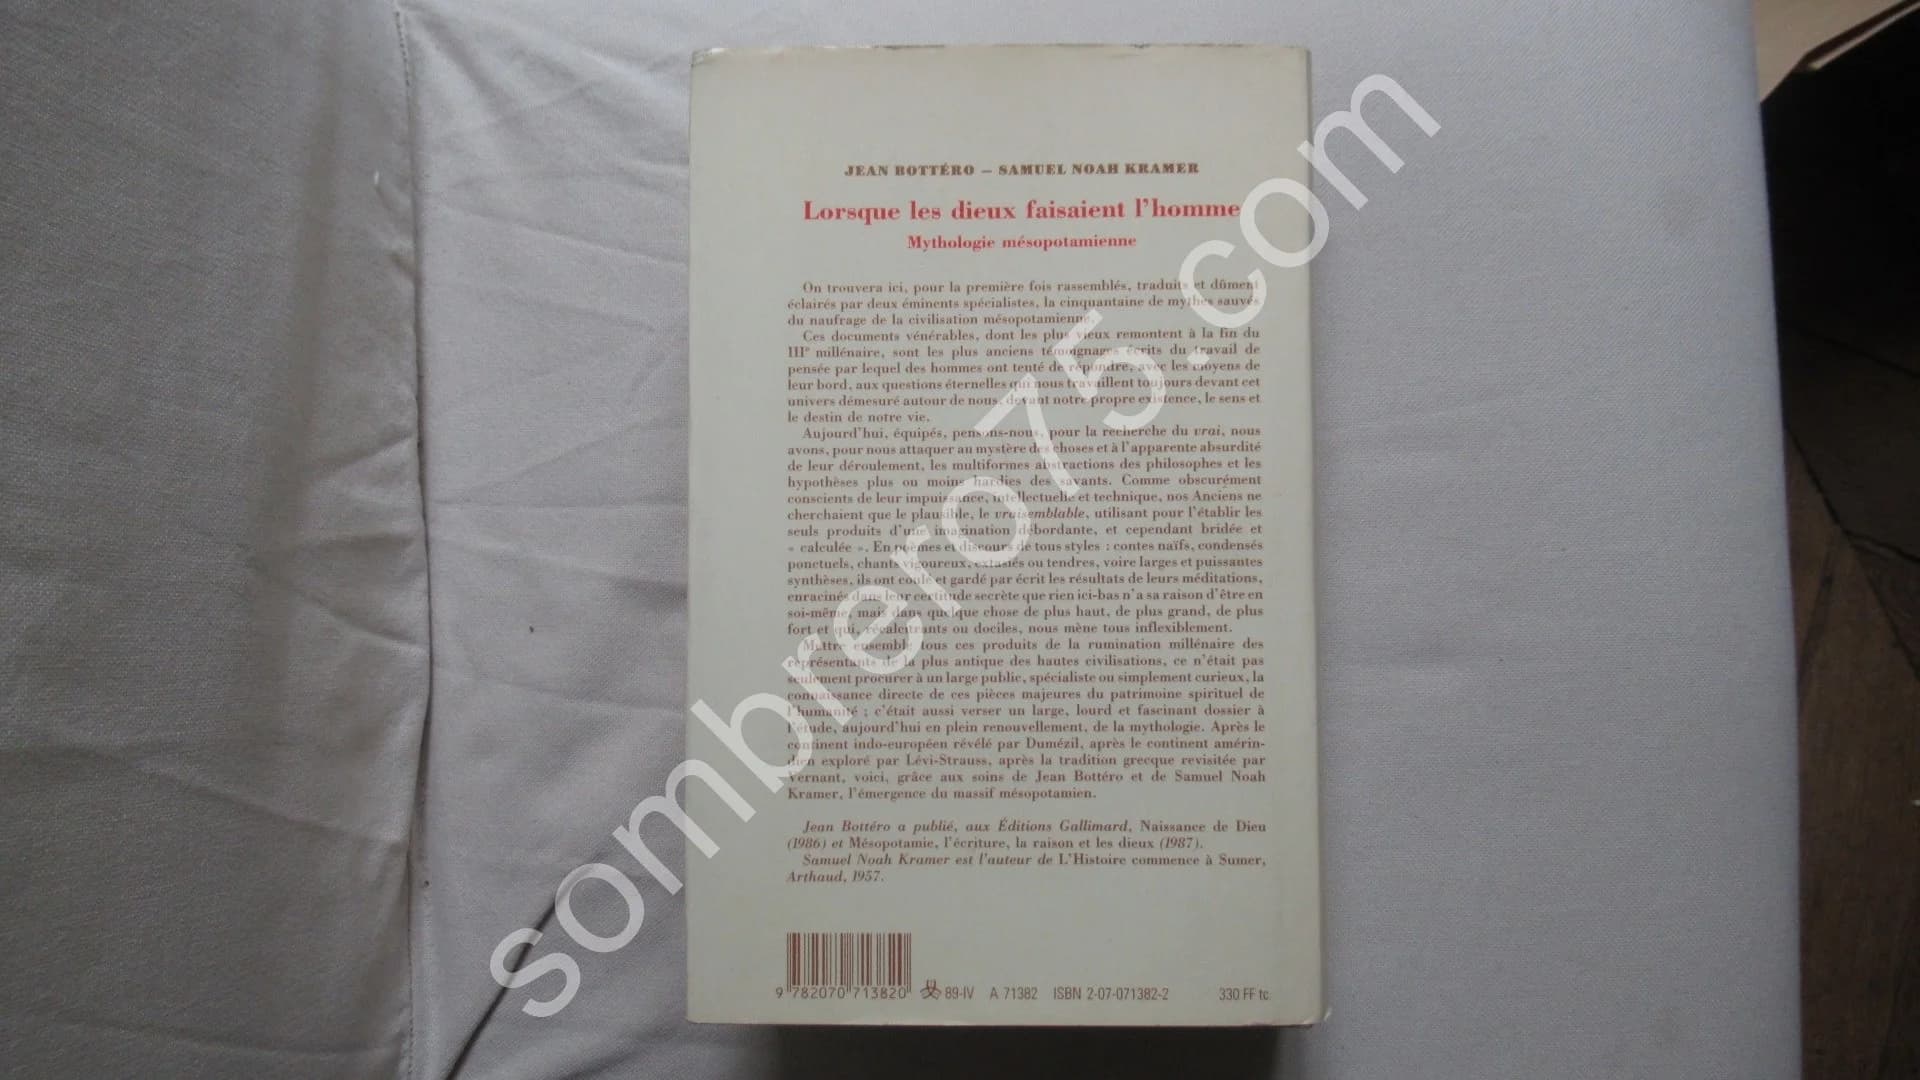 JEAN BOTTÉRO – SAMUEL NOAH KRAMER
Lorsque les dieux faisaient l'homme
Mythologie mésopotamienne
On trouvera ici, pour la première fois rassemblés, traduits et dûment
éclairés par deux éminents spécialistes, la cinquantaine de mythes sauvés
du naufrage de la civilisation mésopotamienne.
Ces documents vénérables, dont les plus vieux remontent à la fin du
IIIe millénaire, sont les plus anciens témoignages écrits du travail de
pensée par lequel des hommes ont tenté de répondre, avec les moyens de
leur bord, aux questions éternelles qui nous travaillent toujours devant cet
univers démesuré autour de nous, devant notre propre existence, le sens et
le destin de notre vie.
Aujourd'hui, équipés, pensons-nous, pour la recherche du vrai, nous
avons, pour nous attaquer au mystère des choses et à l'apparente absurdité
de leur déroulement, les multiformes abstractions des philosophes et les
hypothèses plus ou moins hardies des savants. Comme obscurément
conscients de leur impuissance, intellectuelle et technique, nos Anciens ne
cherchaient que le plausible, le vraisemblable, utilisant pour l'établir les
seuls produits d'une imagination débordante, et cependant bridée et
« calculée ». En poèmes et discours de tous styles : contes naïfs, condensés
ponctuels, chants vigoureux, extasiés ou tendres, voire larges et puissantes
synthèses, ils ont coulé et gardé par écrit les résultats de leurs méditations,
enracinés dans leur certitude secrète que rien ici-bas n'a sa raison d'être en
soi-même, mais dans quelque chose de plus haut, de plus grand, de plus
fort et qui, récalcitrants ou dociles, nous mène tous inflexiblement.
Mettre ensemble tous ces produits de la rumination millénaire des
représentants de la plus antique des hautes civilisations, ce n'était pas
seulement procurer à un large public, spécialiste ou simplement curieux, la
connaissance directe de ces pièces majeures du patrimoine spirituel de
l'humanité ; c'était aussi verser un large, lourd et fascinant dossier à
l'étude, aujourd'hui en plein renouvellement, de la mythologie. Après le
continent indo-européen révélé par Dumézil, après le continent amérin-
dien exploré par Lévi-Strauss, après la tradition grecque revisitée par
Vernant, voici, grâce aux soins de Jean Bottéro et de Samuel Noah
Kramer, l'émergence du massif mésopotamien.
Jean Bottéro a publié, aux Éditions Gallimard, Naissance de Dieu
(1986) et Mésopotamie, l'écriture, la raison et les dieux (1987).
Samuel Noah Kramer est l'auteur de L'Histoire commence à Sumer,
Arthaud, 1957.
9 782070 713820 89-IV A 71382 ISBN 2-07-071382-2 330 FF tc
sombrero75.com